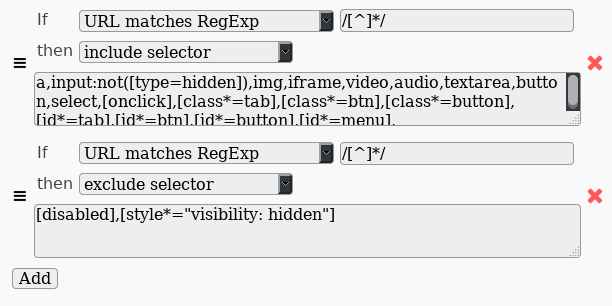 If URL matches RegExp /[^]*/
then include selector
a,input:not([type=hidden]),img,iframe,video,audio,textarea,butto
n,select,[onclick],[class*=tab],[class*=btn],[class*=button],
[id*=tab],[id*=btn],[id*=button],[id*=menu],
If URL matches RegExp /[^]*/
then exclude selector
[disabled],[style*="visibility: hidden"]
Add